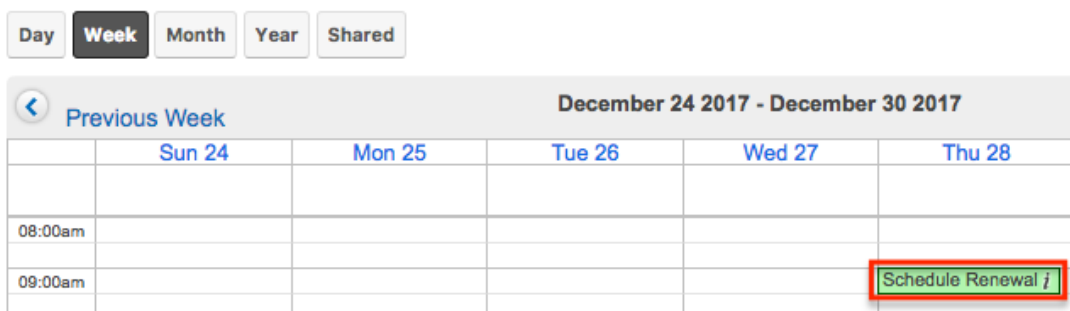 Day Week Month Year Shared
Previous Week December 24 2017 - December 30 2017
Sun 24 Mon 25 Tue 26 Wed 27 Thu 28
08:00am
09:00am Schedule Renewal i